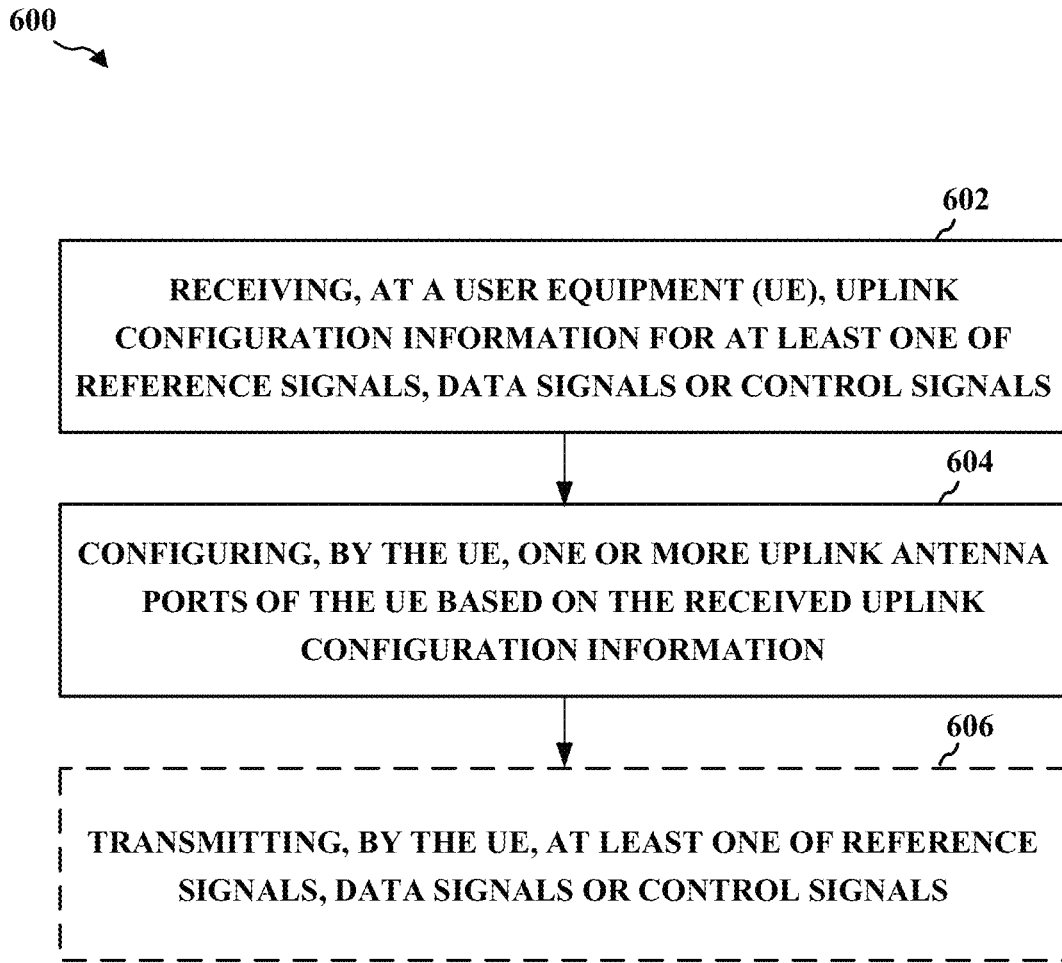 600
602
RECEIVING, AT A USER EQUIPMENT (UE), UPLINK
CONFIGURATION INFORMATION FOR AT LEAST ONE OF
REFERENCE SIGNALS, DATA SIGNALS OR CONTROL SIGNALS
604
CONFIGURING, BY THE UE, ONE OR MORE UPLINK ANTENNA
PORTS OF THE UE BASED ON THE RECEIVED UPLINK
CONFIGURATION INFORMATION
606
TRANSMITTING, BY THE UE, AT LEAST ONE OF REFERENCE
SIGNALS, DATA SIGNALS OR CONTROL SIGNALS